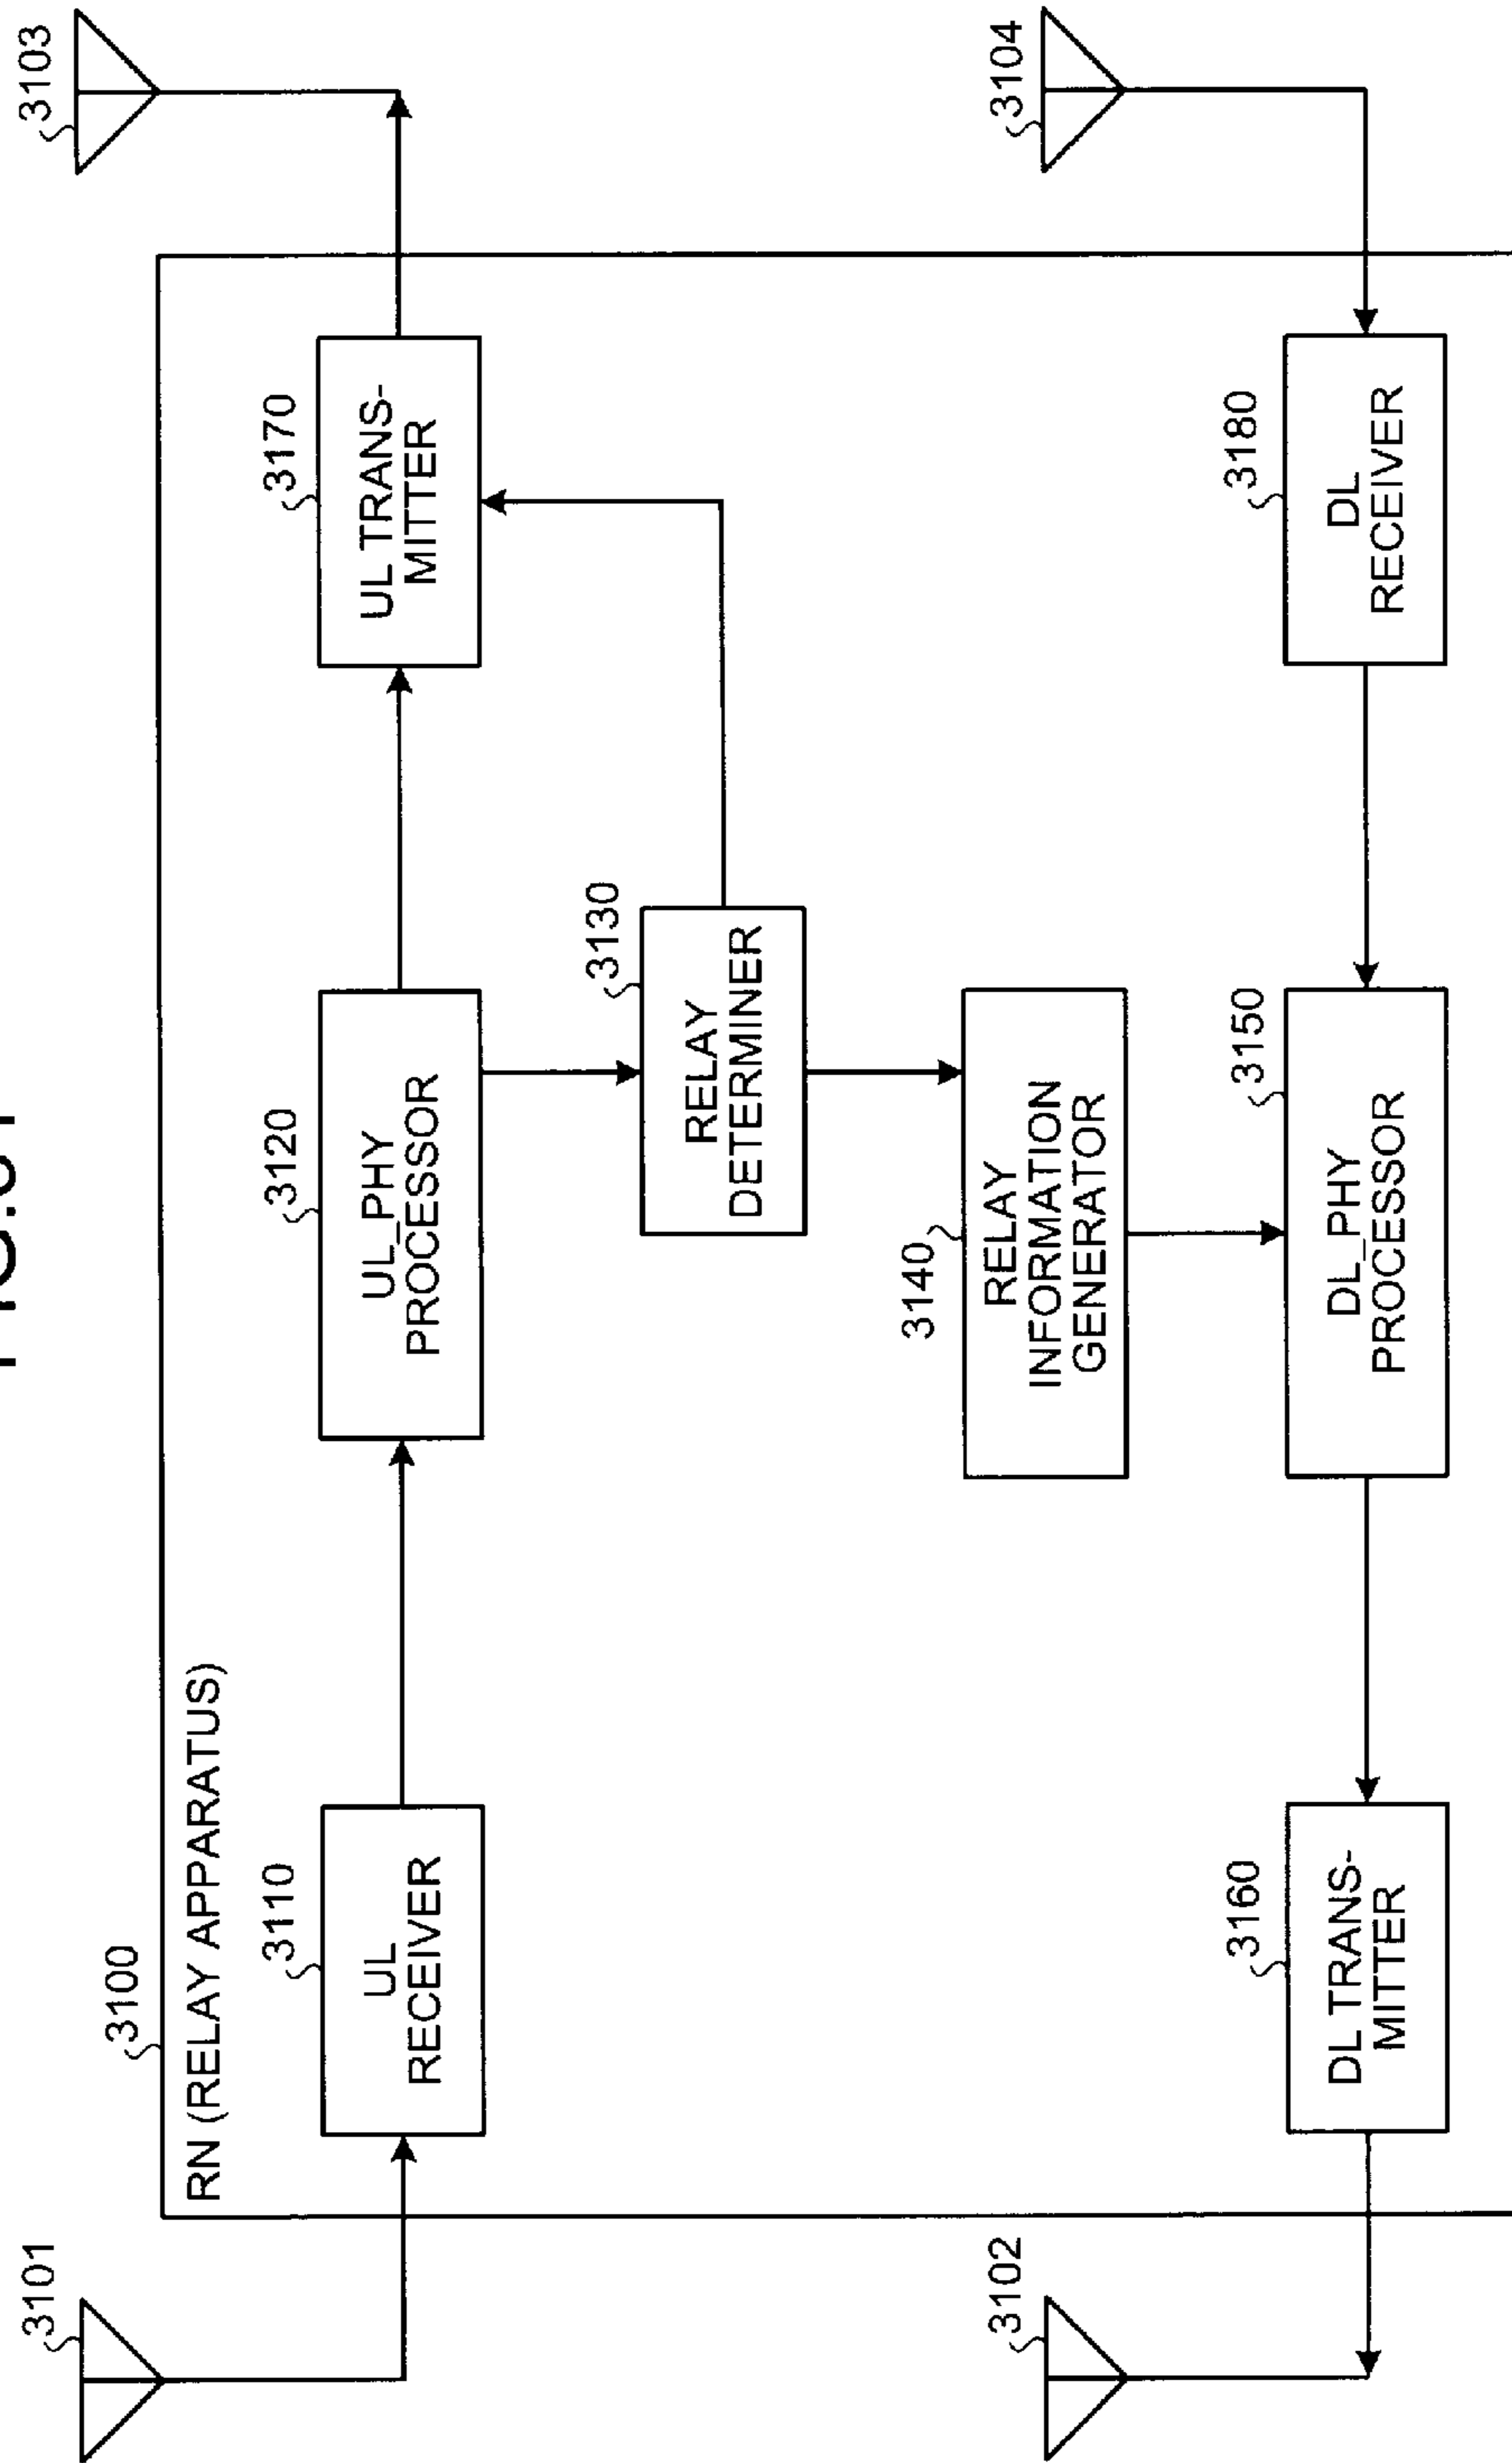 3101
3103
3100
RN (RELAY APPARATUS)
3110
UL
RECEIVER
3120
UL_PHY
PROCESSOR
3170
UL TRANS-
MITTER
3130
RELAY
DETERMINER
3140
RELAY
INFORMATION
GENERATOR
3102
3104
3160
DL TRANS-
MITTER
3150
DL_PHY
PROCESSOR
3180
DL
RECEIVER